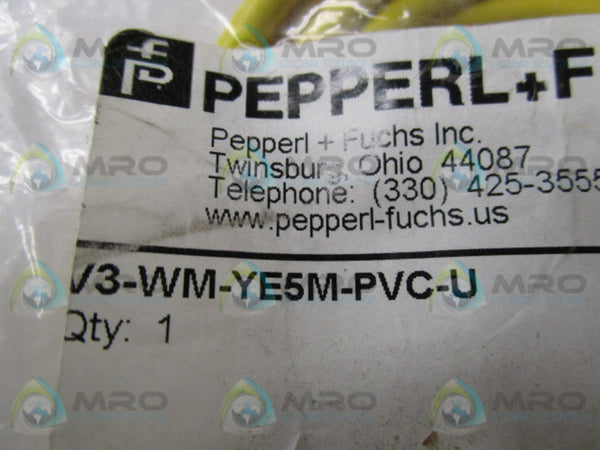 PEPPERL+F
Pepperl + Fuchs Inc.
Twinsburg, Ohio 44087
Telephone: (330) 425-3555
www.pepperl-fuchs.us
V3-WM-YE5M-PVC-U
Qty: 1
MRO